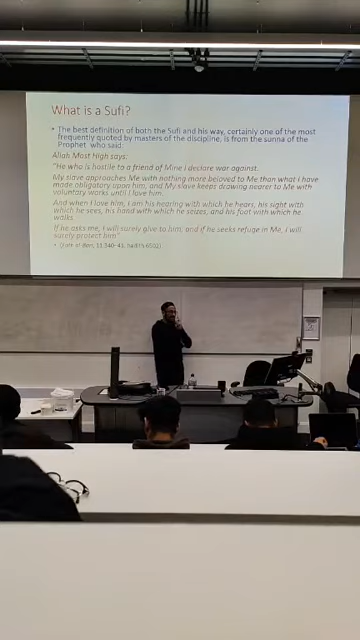 What is a Sufi?
• The best definition of both the Sufi and his way, certainly one of the most
frequently quoted by masters of the discipline, is from the sunna of the
Prophet who said:
Allah Most High says:
"He who is hostile to a friend of Mine I declare war against.
My slave approaches Me with nothing more beloved to Me than what I have
made obligatory upon him, and My slave keeps drawing nearer to Me with
voluntary works until I love him.
And when I love him, I am his hearing with which he hears, his sight with
which he sees, his hand with which he seizes, and his foot with which he
walks.
If he asks me, I will surely give to him, and if he seeks refuge in Me, I will
surely protect him"
• (Fath al-Bari, 11.340–41, hadith 6502)